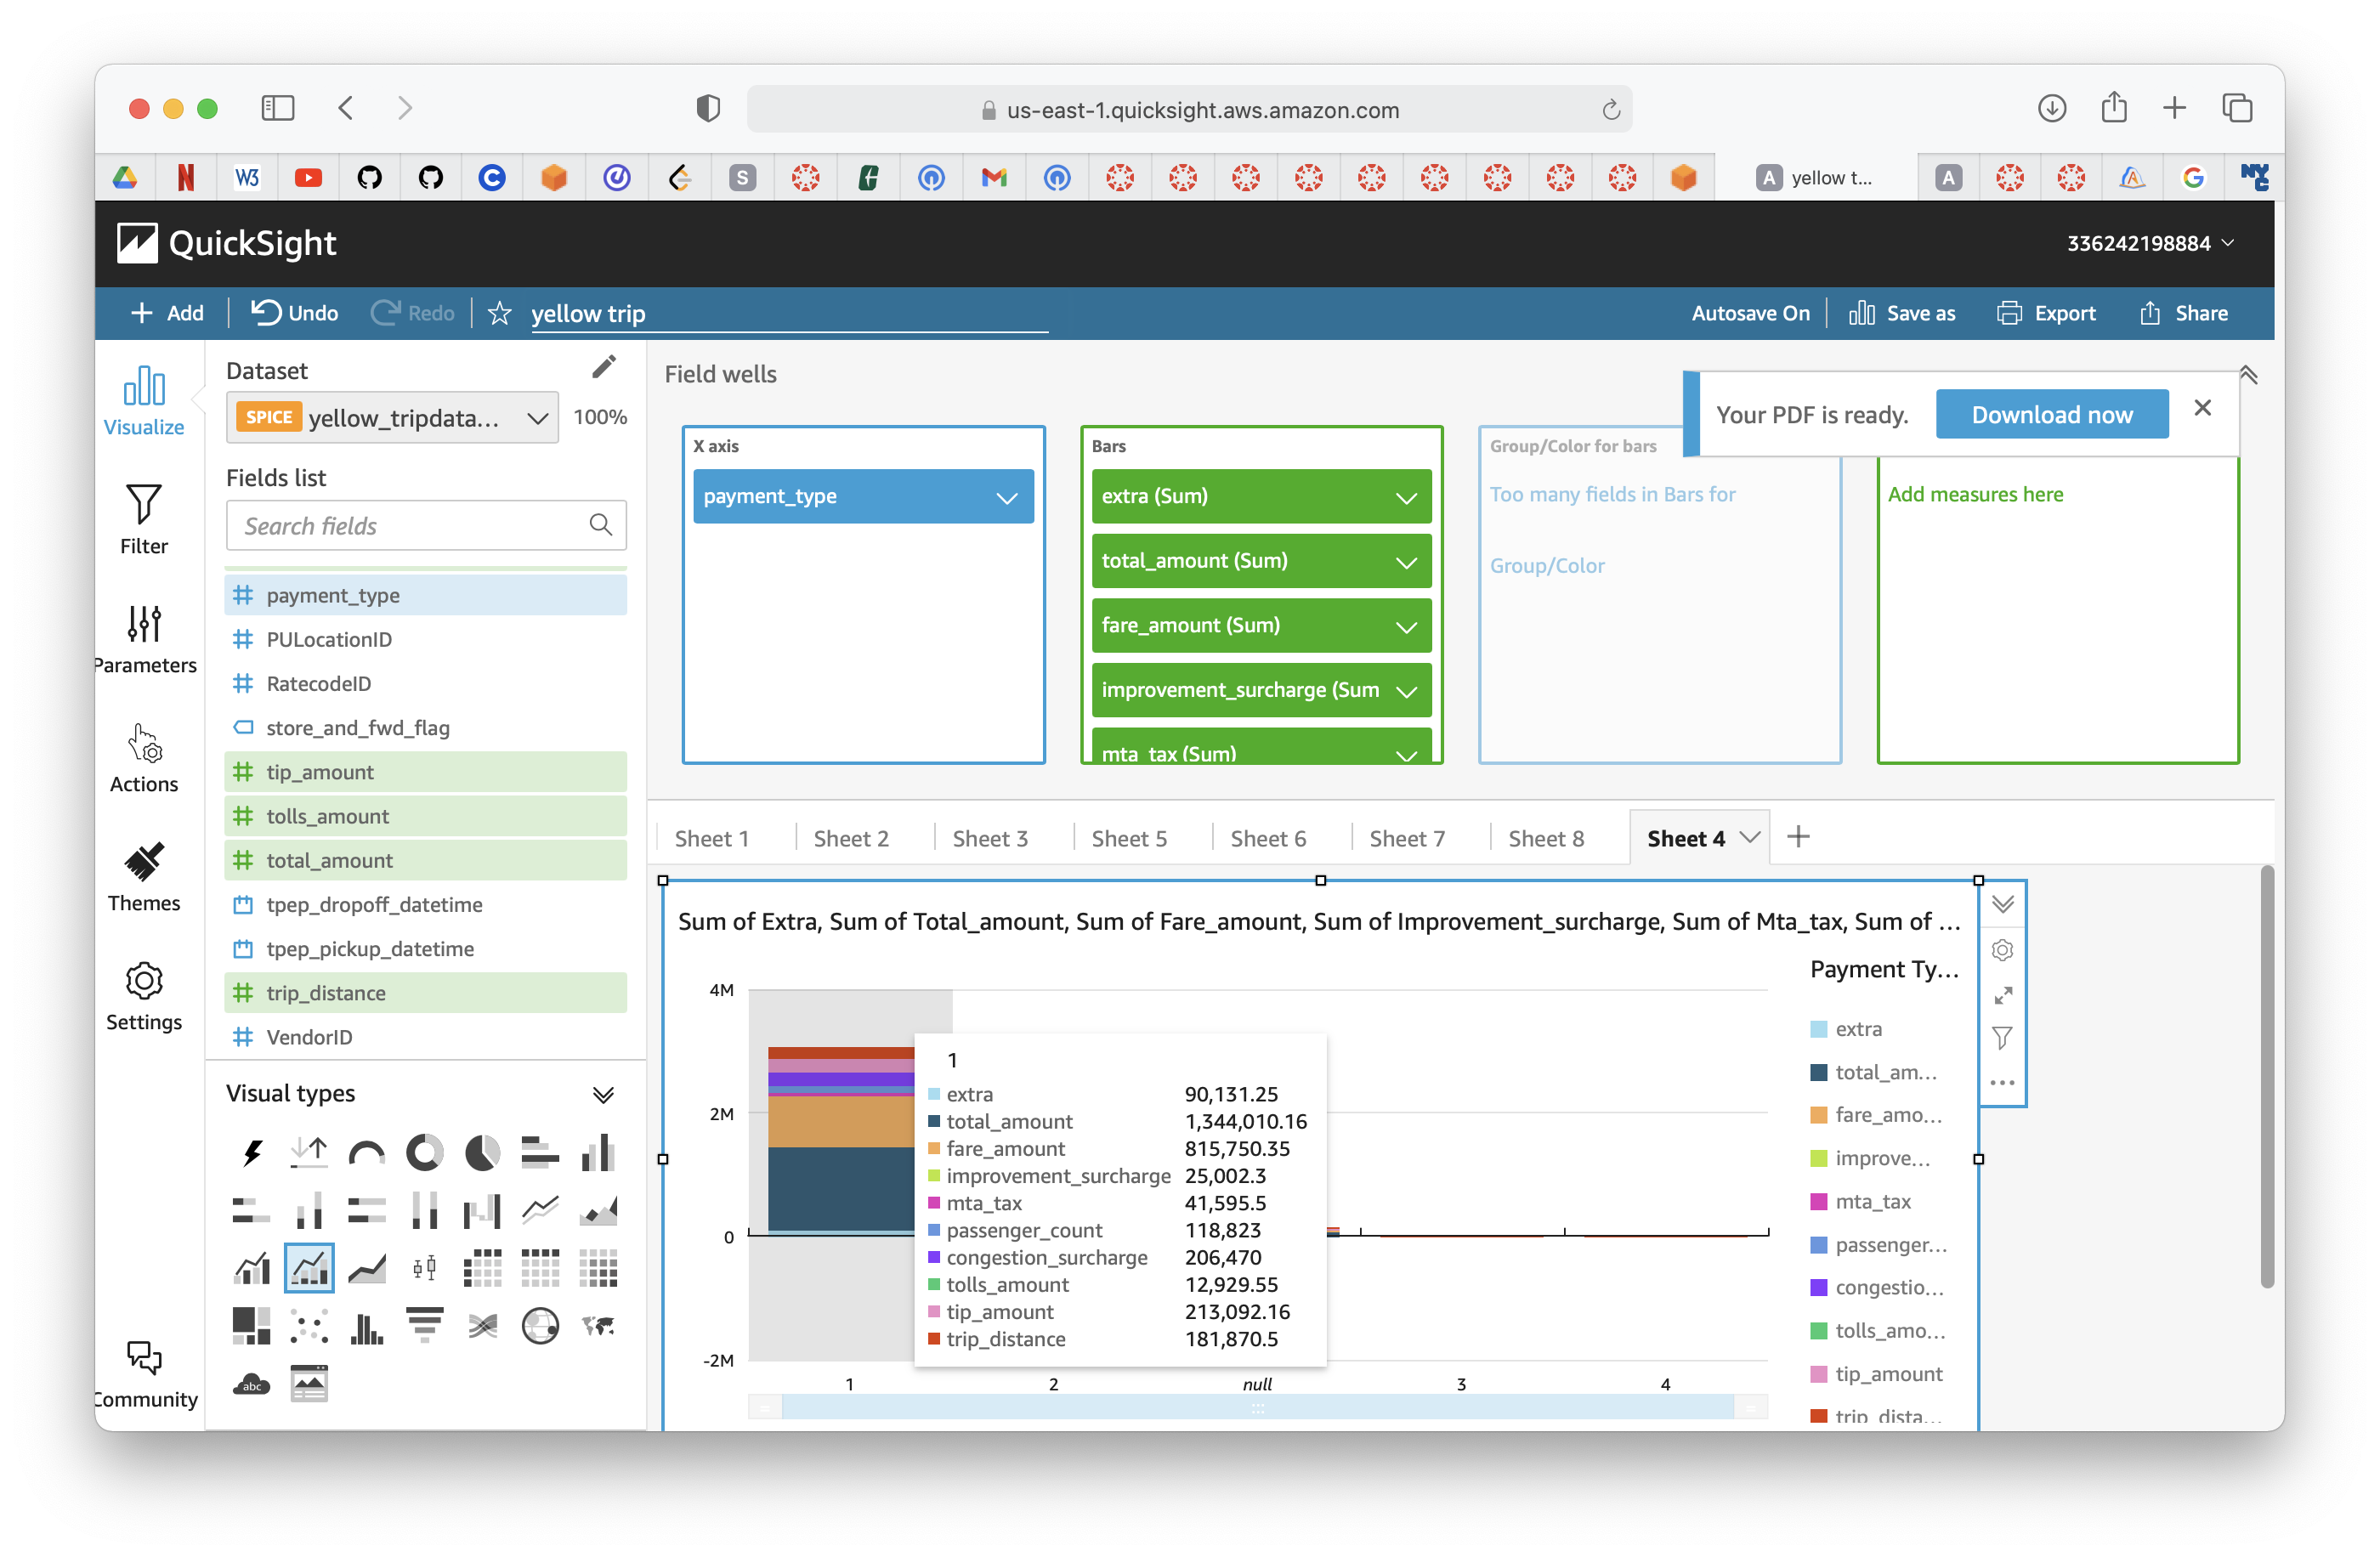 us-east-1.quicksight.aws.amazon.com
W3
S
A yellow t...
A
NYC
QuickSight
336242198884
Add
Undo
Redo
yellow trip
Autosave On
Save as
Export
Share
Visualize
Filter
Parameters
Actions
Themes
Settings
Community
Dataset
SPICE yellow_tripdata... 100%
Fields list
Search fields
payment_type
PULocationID
RatecodeID
store_and_fwd_flag
tip_amount
tolls_amount
total_amount
tpep_dropoff_datetime
tpep_pickup_datetime
trip_distance
VendorID
Visual types
abc
Field wells
Your PDF is ready. Download now
X axis
payment_type
Bars
extra (Sum)
total_amount (Sum)
fare_amount (Sum)
improvement_surcharge (Sum
mta_tax (Sum)
Group/Color for bars
Too many fields in Bars for
Group/Color
Add measures here
Sheet 1
Sheet 2
Sheet 3
Sheet 5
Sheet 6
Sheet 7
Sheet 8
Sheet 4
Sum of Extra, Sum of Total_amount, Sum of Fare_amount, Sum of Improvement_surcharge, Sum of Mta_tax, Sum of ...
4M
2M
0
-2M
1
extra 90,131.25
total_amount 1,344,010.16
fare_amount 815,750.35
improvement_surcharge 25,002.3
mta_tax 41,595.5
passenger_count 118,823
congestion_surcharge 206,470
tolls_amount 12,929.55
tip_amount 213,092.16
trip_distance 181,870.5
1 2 null 3 4
Payment Ty...
extra
total_am...
fare_amo...
improve...
mta_tax
passenger...
congestio...
tolls_amo...
tip_amount
trip_dista...